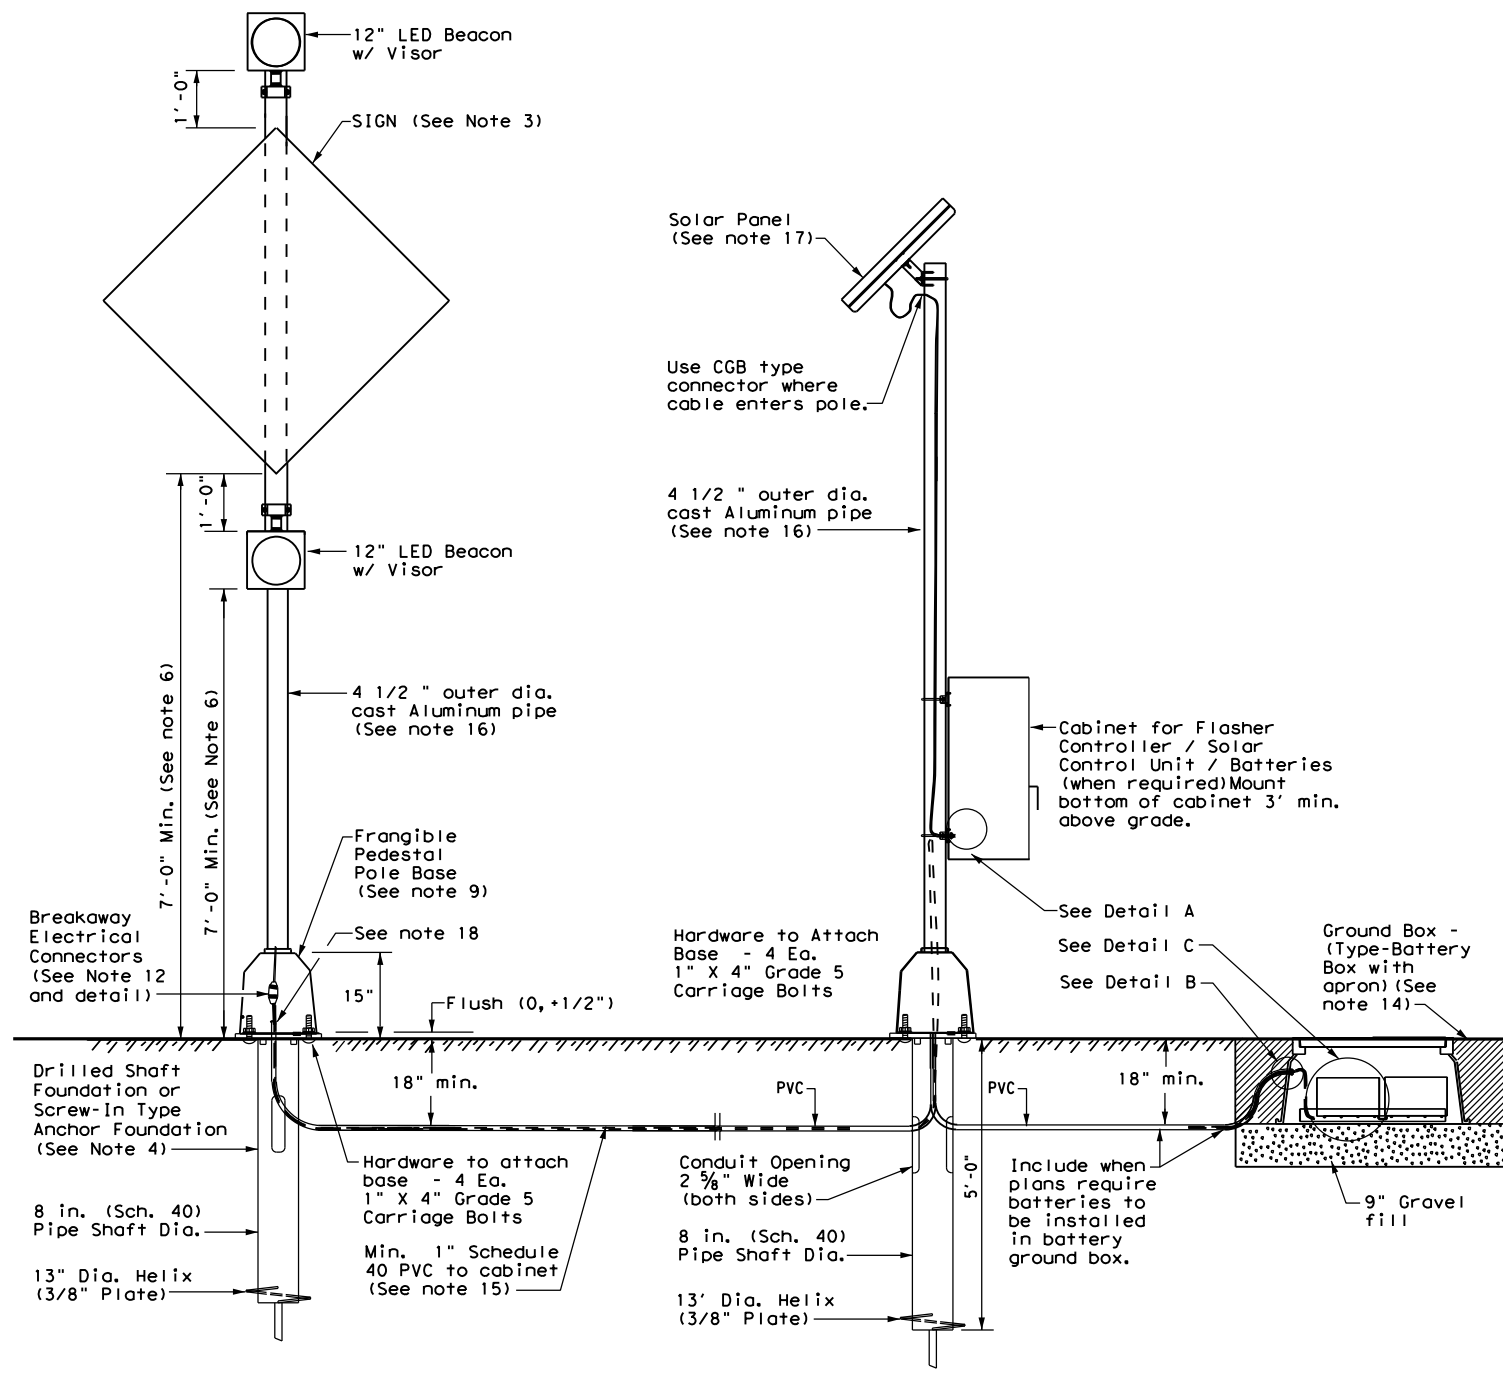 12" LED Beacon
w/ Visor
1'-0"
SIGN (See Note 3)
Solar Panel
(See note 17)
Use CGB type
connector where
cable enters pole.
1'-0"
4 1/2 " outer dia.
cast Aluminum pipe
(See note 16)
12" LED Beacon
w/ Visor
7'-0" Min. (See note 6)
7'-0" Min. (See Note 6)
4 1/2 " outer dia.
cast Aluminum pipe
(See note 16)
Cabinet for Flasher
Controller / Solar
Control Unit / Batteries
(when required)Mount
bottom of cabinet 3' min.
above grade.
Frangible
Pedestal
Pole Base
(See note 9)
See note 18
Breakaway
Electrical
Connectors
(See Note 12
and detail)
15"
Flush (0, +1/2")
Hardware to Attach
Base - 4 Ea.
1" X 4" Grade 5
Carriage Bolts
See Detail A
See Detail C
See Detail B
Ground Box -
(Type-Battery
Box with
apron) (See
note 14)
Drilled Shaft
Foundation or
Screw-In Type
Anchor Foundation
(See Note 4)
18" min.
PVC
PVC
18" min.
8 in. (Sch. 40)
Pipe Shaft Dia.
13" Dia. Helix
(3/8" Plate)
Hardware to attach
base - 4 Ea.
1" X 4" Grade 5
Carriage Bolts
Min. 1" Schedule
40 PVC to cabinet
(See note 15)
Conduit Opening
2 5/8" Wide
(both sides)
8 in. (Sch. 40)
Pipe Shaft Dia.
13' Dia. Helix
(3/8" Plate)
5'-0"
Include when
plans require
batteries to
be installed
in battery
ground box.
9" Gravel
fill